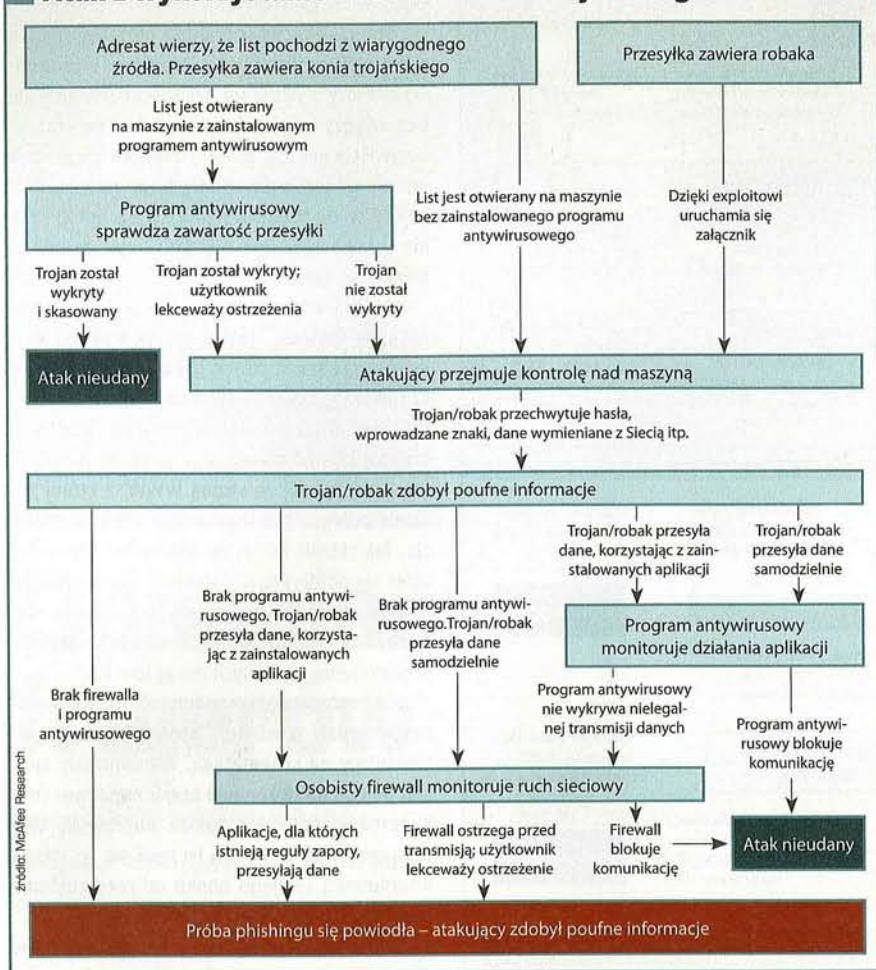 Adresat wierzy, że list pochodzi z wiarygodnego
źródła. Przesyłka zawiera konia trojańskiego
Przesyłka zawiera robaka
List jest otwierany
na maszynie z zainstalowanym
programem antywirusowym
Program antywirusowy
sprawdza zawartość przesyłki
List jest otwierany na maszynie
bez zainstalowanego programu
antywirusowego
Dzięki exploitowi
uruchamia się
załącznik
Trojan został
wykryty
i skasowany
Trojan został wykryty;
użytkownik
lekceważy ostrzeżenia
Trojan
nie został
wykryty
Atak nieudany
Atakujący przejmuje kontrolę nad maszyną
Trojan/robak przechwytuje hasła,
wprowadzane znaki, dane wymieniane z Siecią itp.
Trojan/robak zdobył poufne informacje
Brak firewalla
i programu
antywirusowego
Brak programu antywi-
rusowego. Trojan/robak
przesyła dane, korzysta-
jąc z zainstalowanych
aplikacji
Brak programu antywi-
rusowego.Trojan/robak
przesyła dane
samodzielnie
Trojan/robak przesyła
dane, korzystając z zain-
stalowanych aplikacji
Trojan/robak
przesyła dane
samodzielnie
Program antywirusowy
monitoruje działania aplikacji
Program antywirusowy
nie wykrywa nielegal-
nej transmisji danych
Program antywi-
rusowy blokuje
komunikację
Osobisty firewall monitoruje ruch sieciowy
Aplikacje, dla których
istnieją reguły zapory,
przesyłają dane
Firewall ostrzega przed
transmisją; użytkownik
lekceważy ostrzeżenie
Firewall
blokuje
komunikację
Atak nieudany
Próba phishingu się powiodła – atakujący zdobył poufne informacje
źródło: McAfee Research